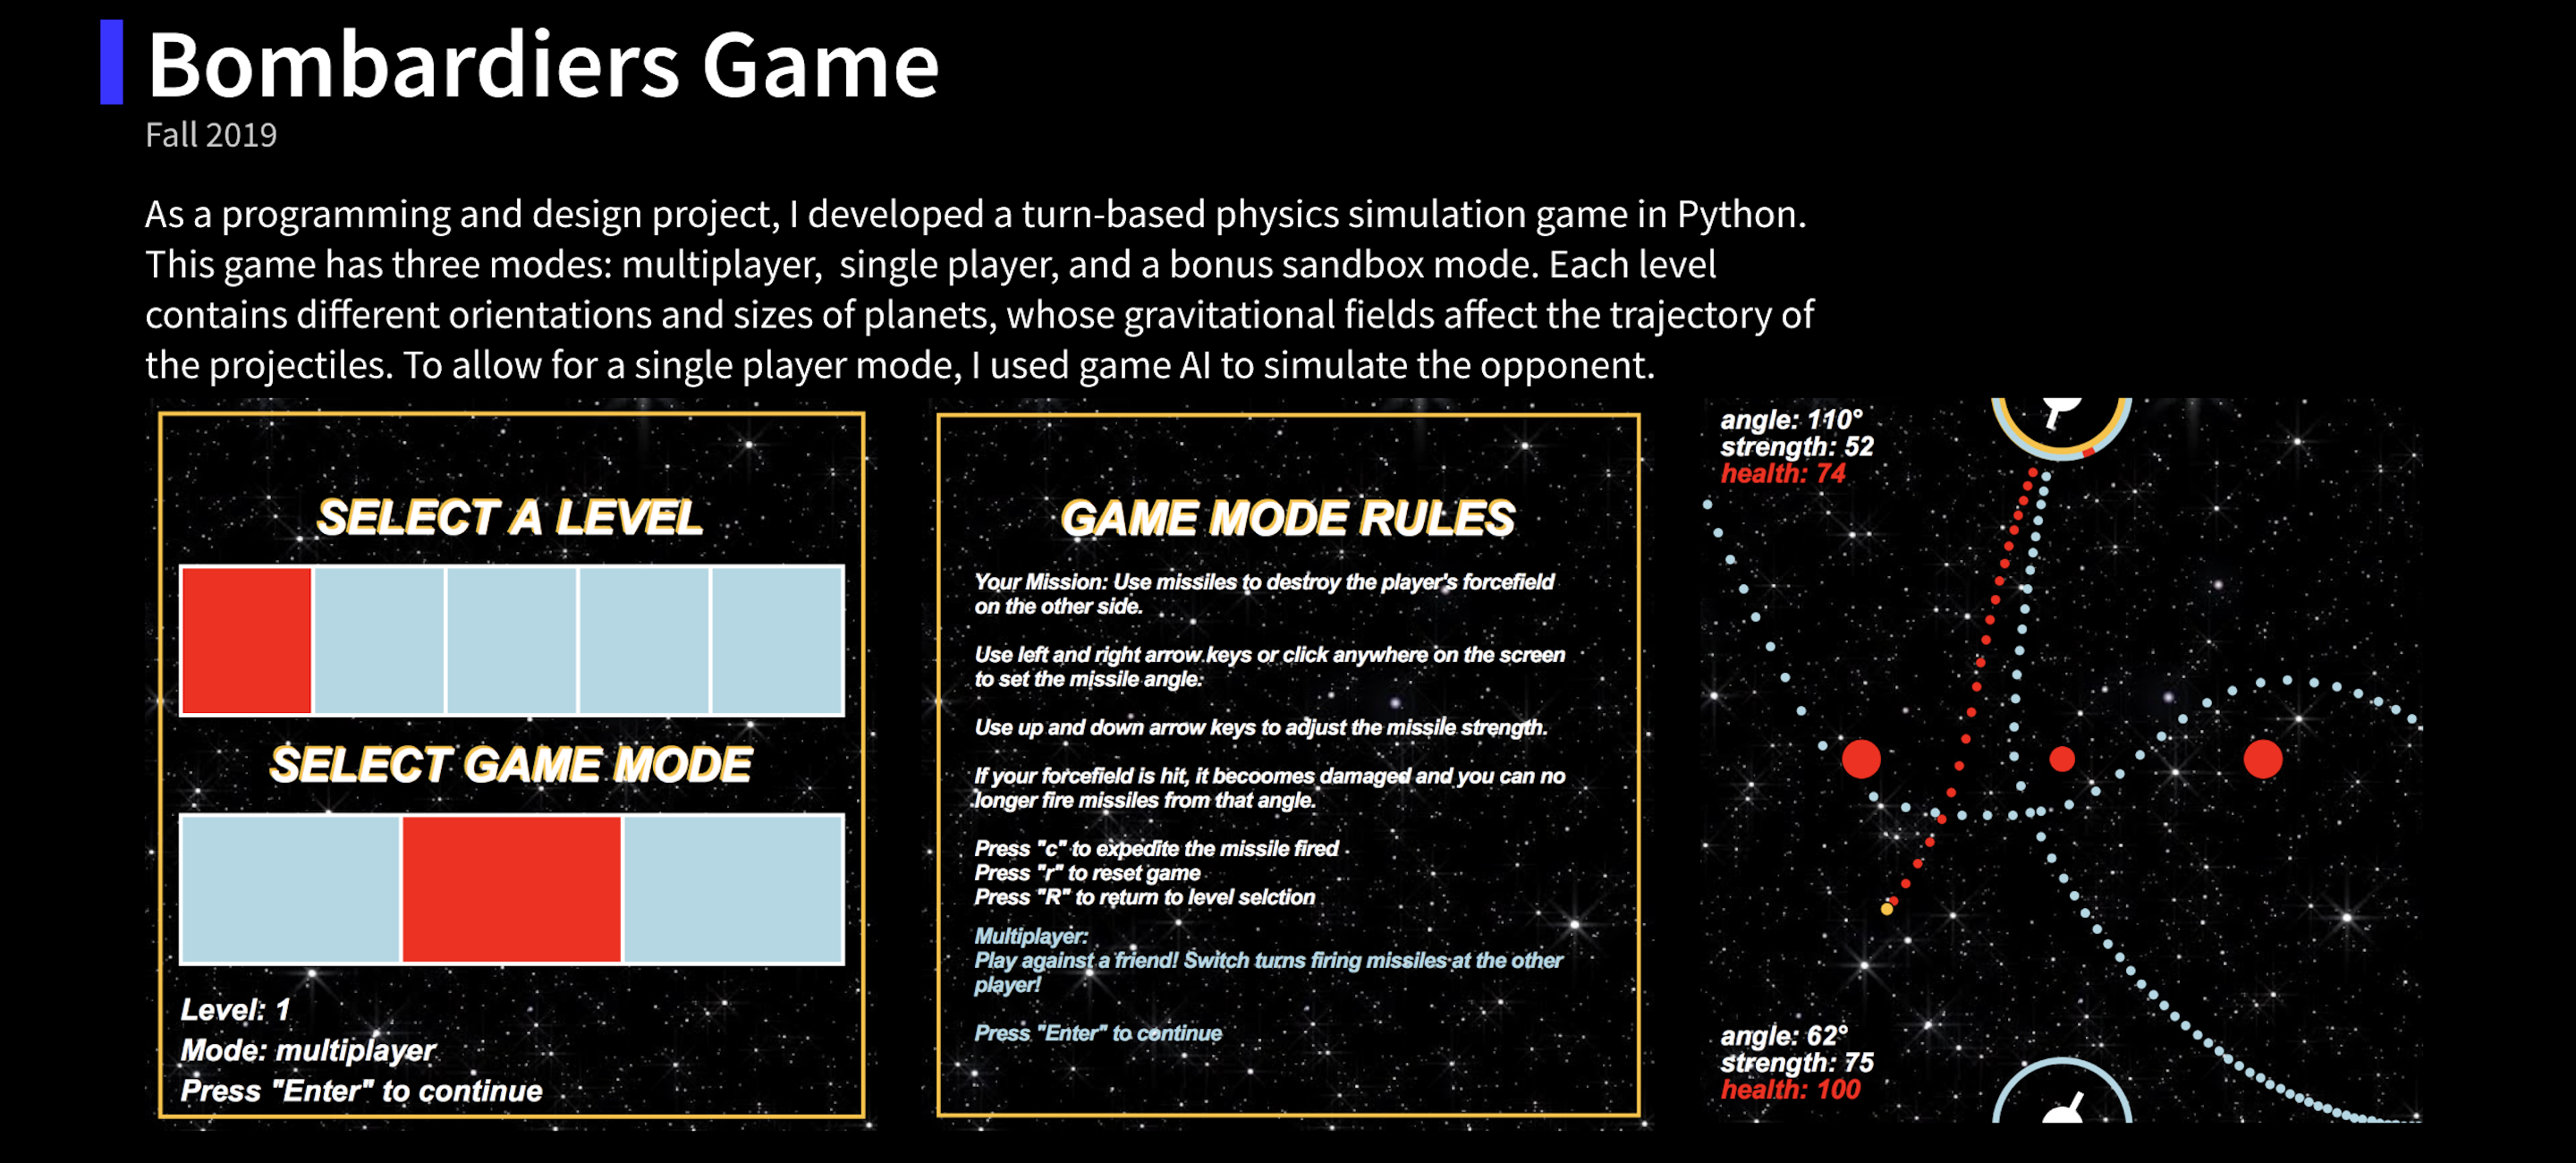 Bombardiers Game
Fall 2019
As a programming and design project, I developed a turn-based physics simulation game in Python.
This game has three modes: multiplayer,  single player, and a bonus sandbox mode. Each level
contains different orientations and sizes of planets, whose gravitational fields affect the trajectory of
the projectiles. To allow for a single player mode, I used game AI to simulate the opponent.
SELECT A LEVEL
SELECT GAME MODE
Level: 1
Mode: multiplayer
Press "Enter" to continue
GAME MODE RULES
Your Mission: Use missiles to destroy the player's forcefield
on the other side.
Use left and right arrow keys or click anywhere on the screen
to set the missile angle.
Use up and down arrow keys to adjust the missile strength.
If your forcefield is hit, it becoomes damaged and you can no
longer fire missiles from that angle.
Press "c" to expedite the missile fired
Press "r" to reset game
Press "R" to return to level selction
Multiplayer:
Play against a friend! Switch turns firing missiles at the other
player!
Press "Enter" to continue
angle: 110°
strength: 52
health: 74
angle: 62°
strength: 75
health: 100